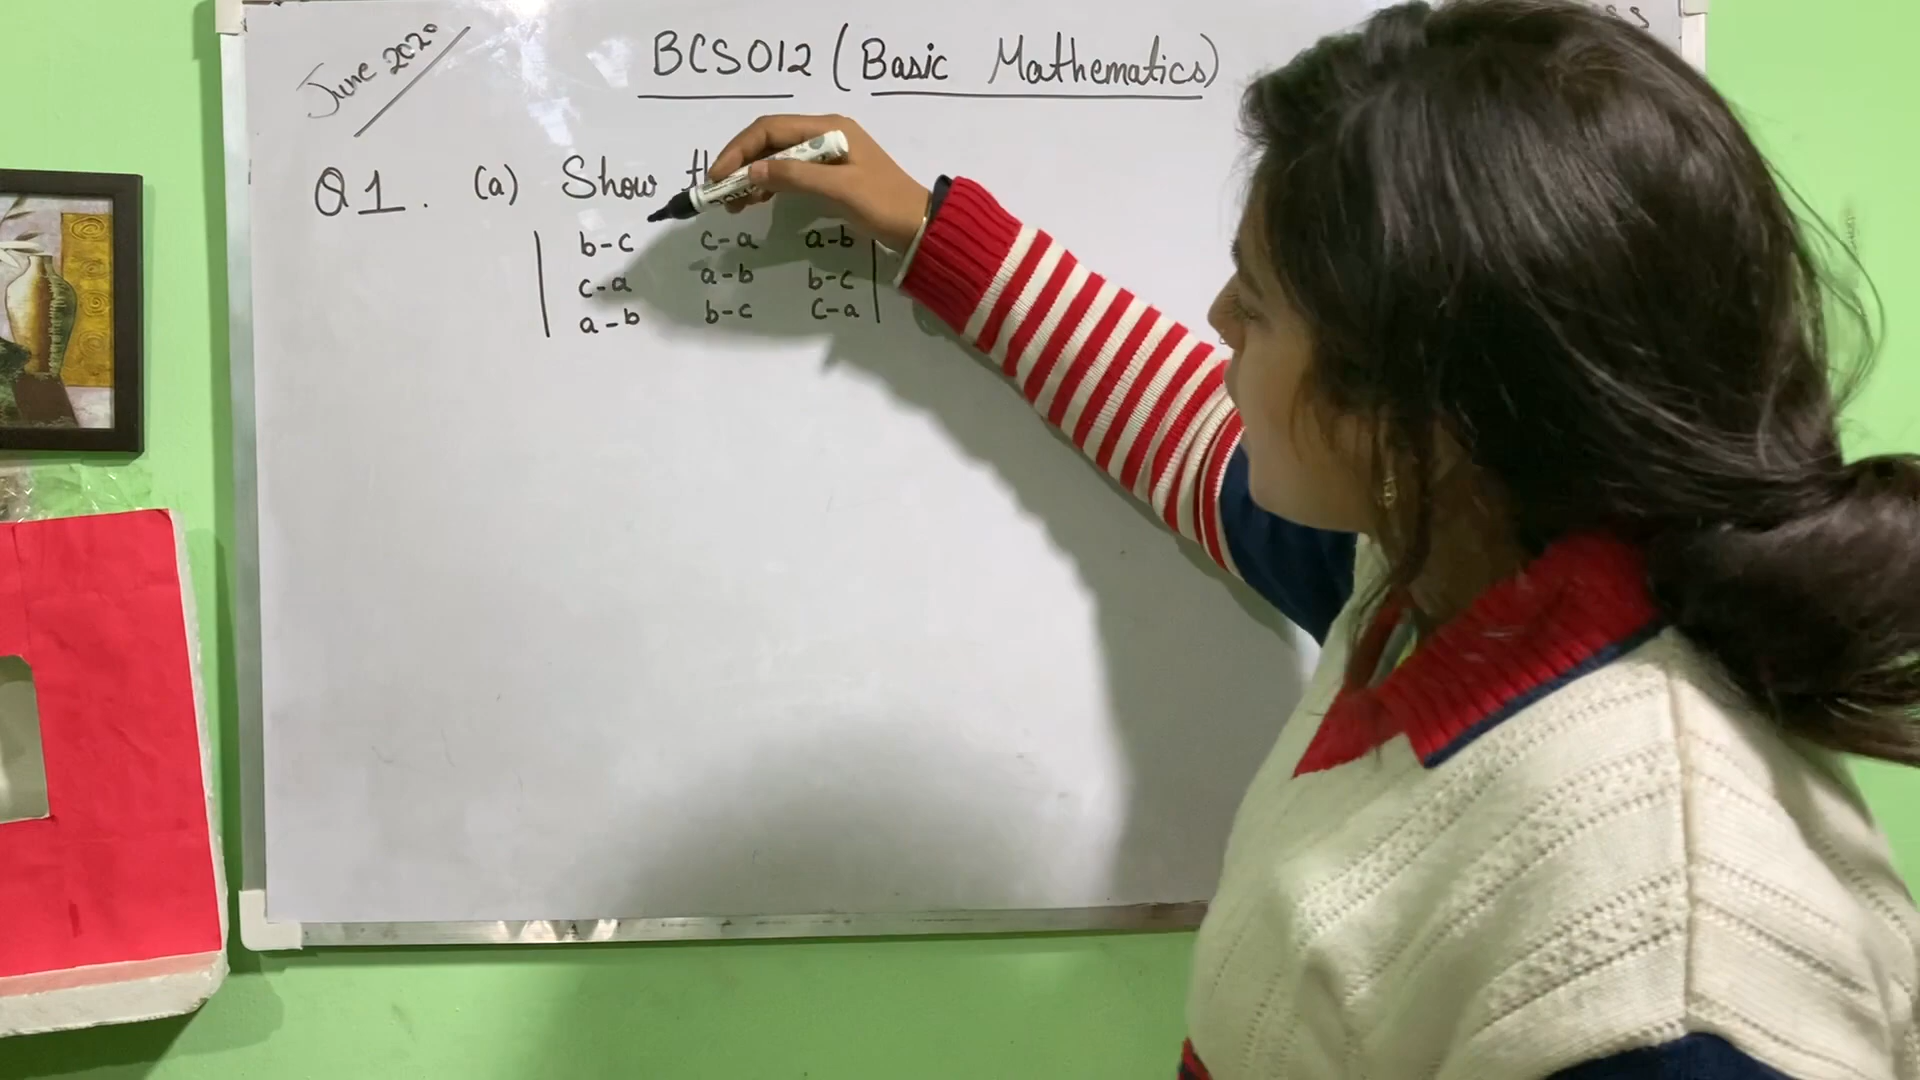 June 2020
BCS012 (Basic Mathematics)
Q1. (a) Show
b-c c-a a-b
c-a a-b b-c
a-b b-c c-a